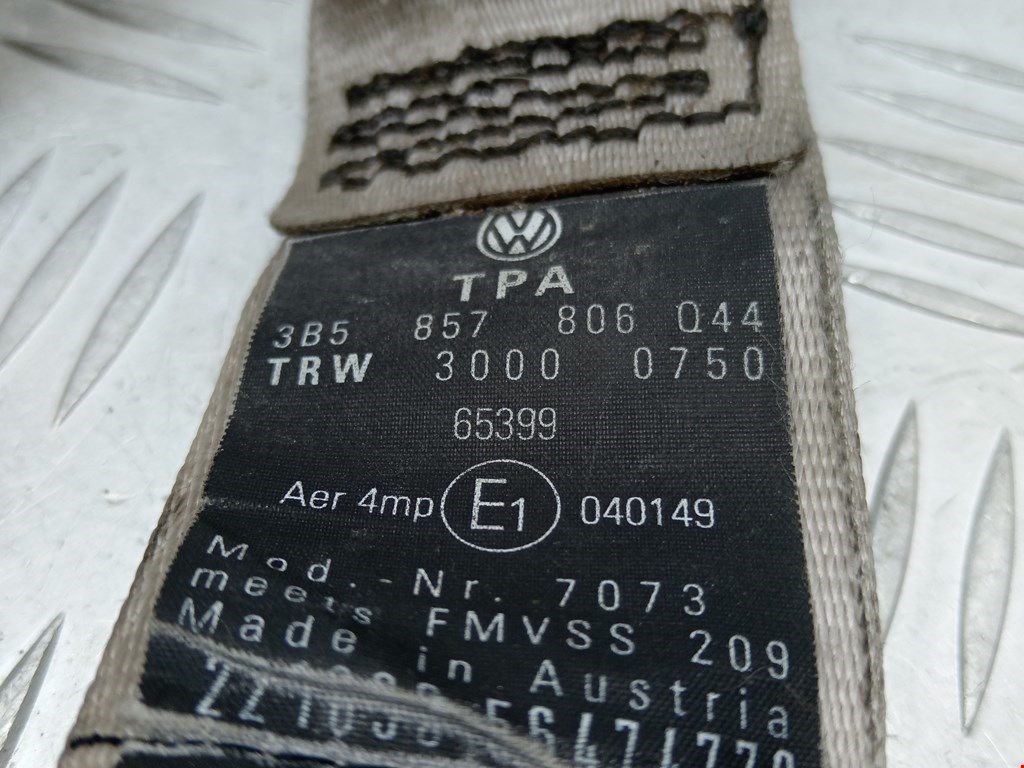 VW
TPA
3B5 857 806 Q44
TRW 3000 0750
65399
Aer 4mp E1 040149
Mod.-Nr. 7073
meets FMVSS 209
Made in Austria